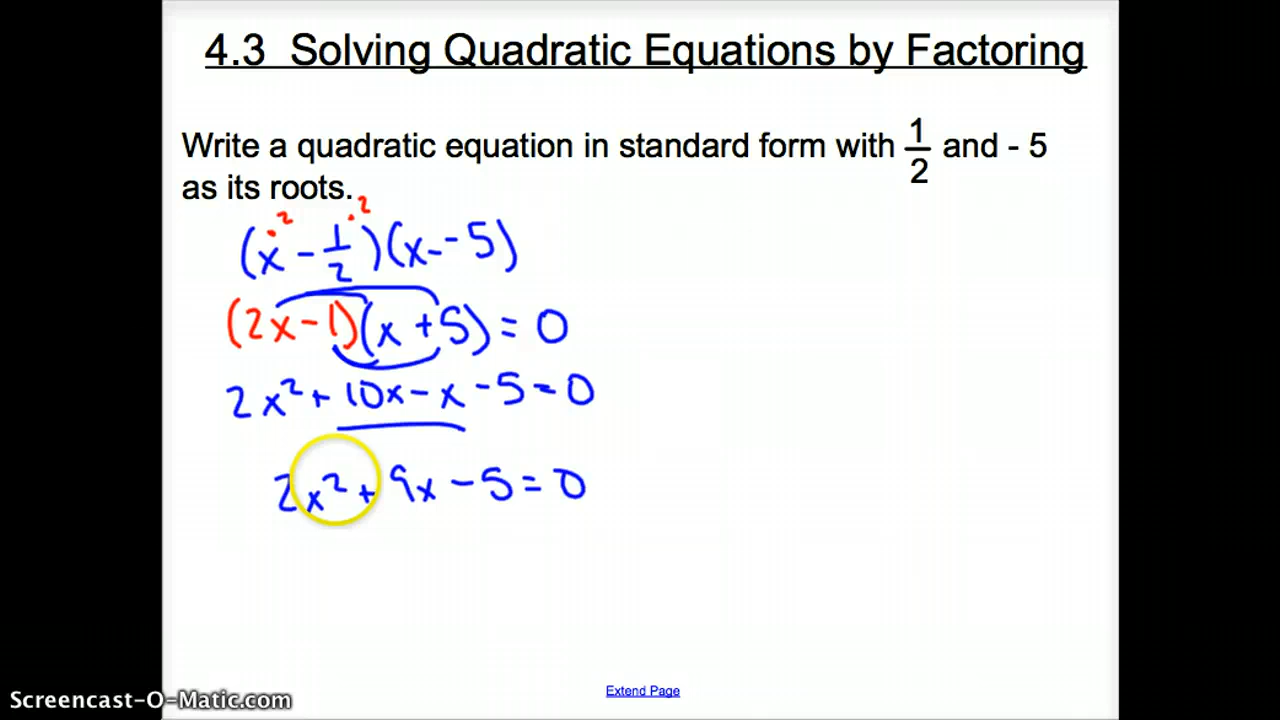 4.3 Solving Quadratic Equations by Factoring
Write a quadratic equation in standard form with 1/2 and - 5
as its roots.
·2 ·2
(x - 1/2)(x - -5)
(2x - 1)(x + 5) = 0
2x² + 10x - x - 5 = 0
2x² + 9x - 5 = 0
Extend Page
Screencast-O-Matic.com